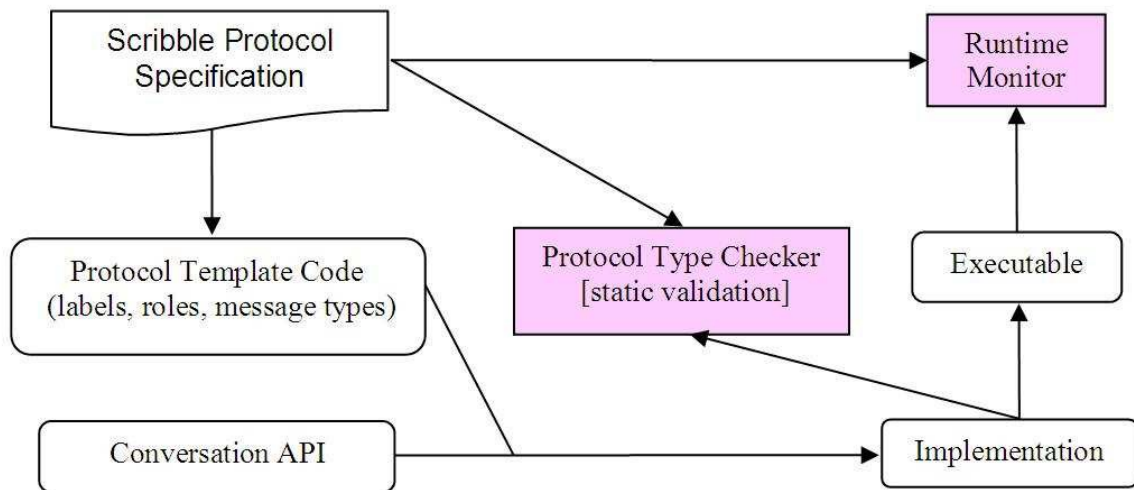 Scribble Protocol
Specification
Runtime
Monitor
Protocol Template Code
(labels, roles, message types)
Protocol Type Checker
[static validation]
Executable
Conversation API
Implementation